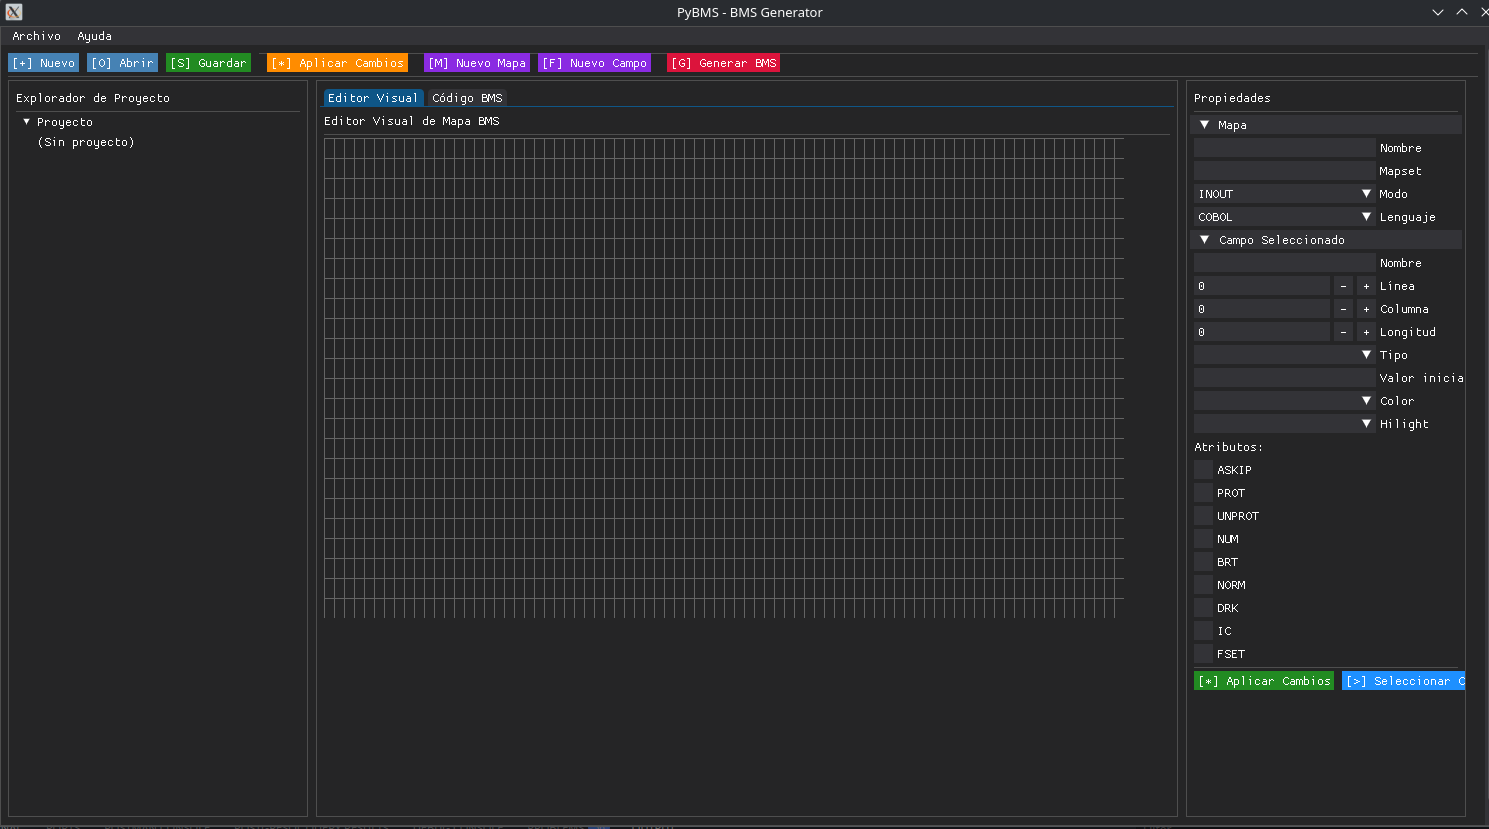 PyBMS - BMS Generator
Archivo Ayuda
[+] Nuevo [O] Abrir [S] Guardar [*] Aplicar Cambios [M] Nuevo Mapa [F] Nuevo Campo [G] Generar BMS
Explorador de Proyecto
Proyecto
(Sin proyecto)
Editor Visual Código BMS
Editor Visual de Mapa BMS
Propiedades
Mapa
Nombre
Mapset
INOUT Modo
COBOL Lenguaje
Campo Seleccionado
Nombre
0 - + Línea
0 - + Columna
0 - + Longitud
Tipo
Valor inicia
Color
Hilight
Atributos:
ASKIP
PROT
UNPROT
NUM
BRT
NORM
DRK
IC
FSET
[*] Aplicar Cambios [>] Seleccionar C